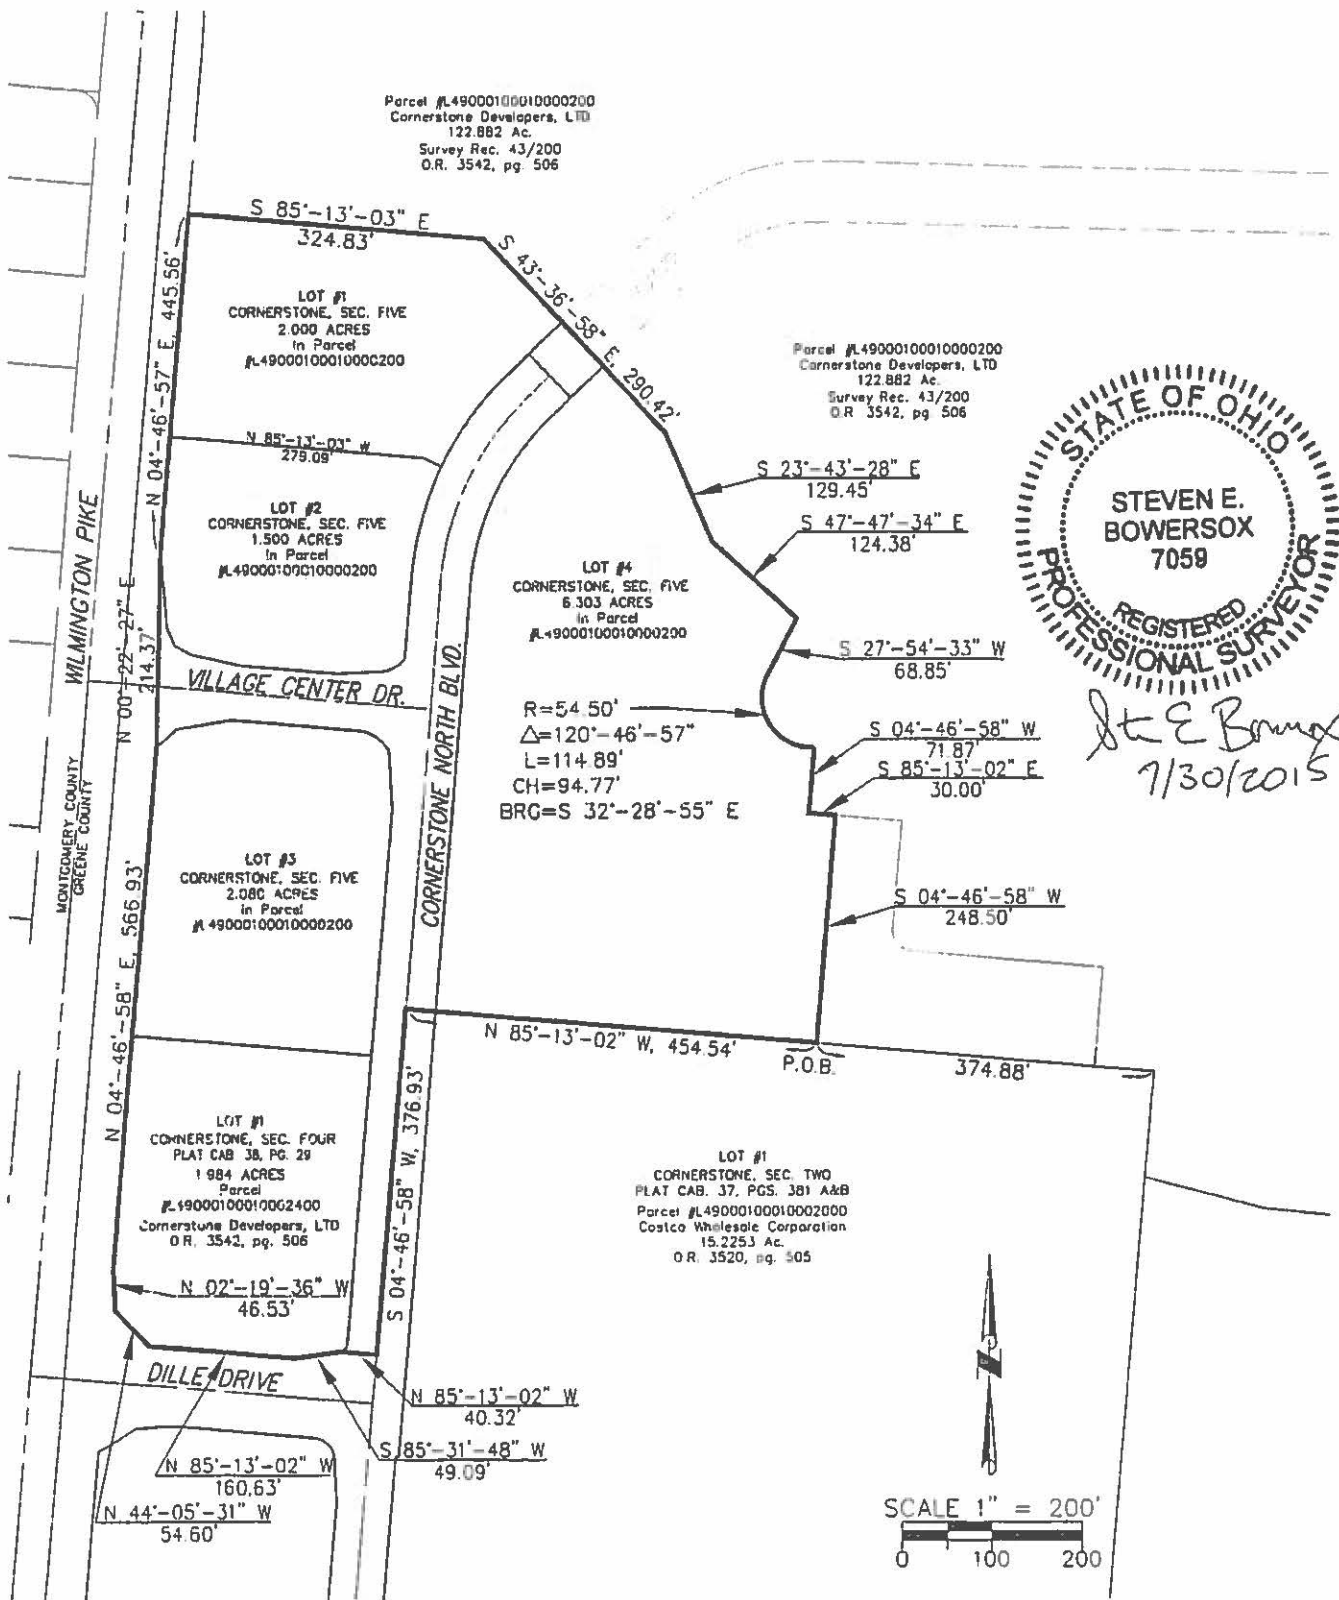 Parcel #L49000100010000200
Cornerstone Developers, LTD
122.882 Ac.
Survey Rec. 43/200
O.R. 3542, pg. 506
S 85°-13'-03" E
324.83'
S 43°-36'-58" E, 290.42'
N 04°-46'-57" E, 445.56'
LOT #1
CORNERSTONE, SEC. FIVE
2.000 ACRES
In Parcel
#L49000100010000200
Parcel #L49000100010000200
Cornerstone Developers, LTD
122.882 Ac.
Survey Rec. 43/200
O.R 3542, pg 506
STATE OF OHIO
STEVEN E.
BOWERSOX
7059
REGISTERED
PROFESSIONAL SURVEYOR
7/30/2015
N 85°-13'-03" W
279.09'
S 23°-43'-28" E
129.45'
S 47°-47'-34" E
124.38'
LOT #2
CORNERSTONE, SEC. FIVE
1.500 ACRES
In Parcel
#L49000100010000200
LOT #4
CORNERSTONE, SEC. FIVE
6.303 ACRES
In Parcel
#L49000100010000200
WILMINGTON PIKE
N 00°-22'-27" E
214.37'
S 27°-54'-33" W
68.85'
VILLAGE CENTER DR.
CORNERSTONE NORTH BLVD.
R=54.50'
Δ=120°-46'-57"
L=114.89'
CH=94.77'
BRG=S 32°-28'-55" E
S 04°-46'-58" W
71.87'
S 85°-13'-02" E
30.00'
MONTGOMERY COUNTY
GREENE COUNTY
LOT #3
CORNERSTONE, SEC. FIVE
2.080 ACRES
in Parcel
#L49000100010000200
S 04°-46'-58" W
248.50'
N 04°-46'-58" E, 566.93'
N 85°-13'-02" W, 454.54'
P.O.B.
374.88'
S 04°-46'-58" W, 376.93'
LOT #1
CORNERSTONE, SEC. FOUR
PLAT CAB 38, PG. 29
1 984 ACRES
Parcel
#L49000100010002400
Cornerstone Developers, LTD
O R. 3542, pg. 506
LOT #1
CORNERSTONE, SEC. TWO
PLAT CAB. 37, PGS. 381 A&B
Parcel #L49000100010002000
Costco Wholesale Corporation
15.2253 Ac.
O R. 3520, pg. 505
N 02°-19'-36" W
46.53'
DILLE DRIVE
N 85°-13'-02" W
40.32'
S 85°-31'-48" W
49.09'
N 85°-13'-02" W
160.63'
N 44°-05'-31" W
54.60'
SCALE 1" = 200'
0 100 200